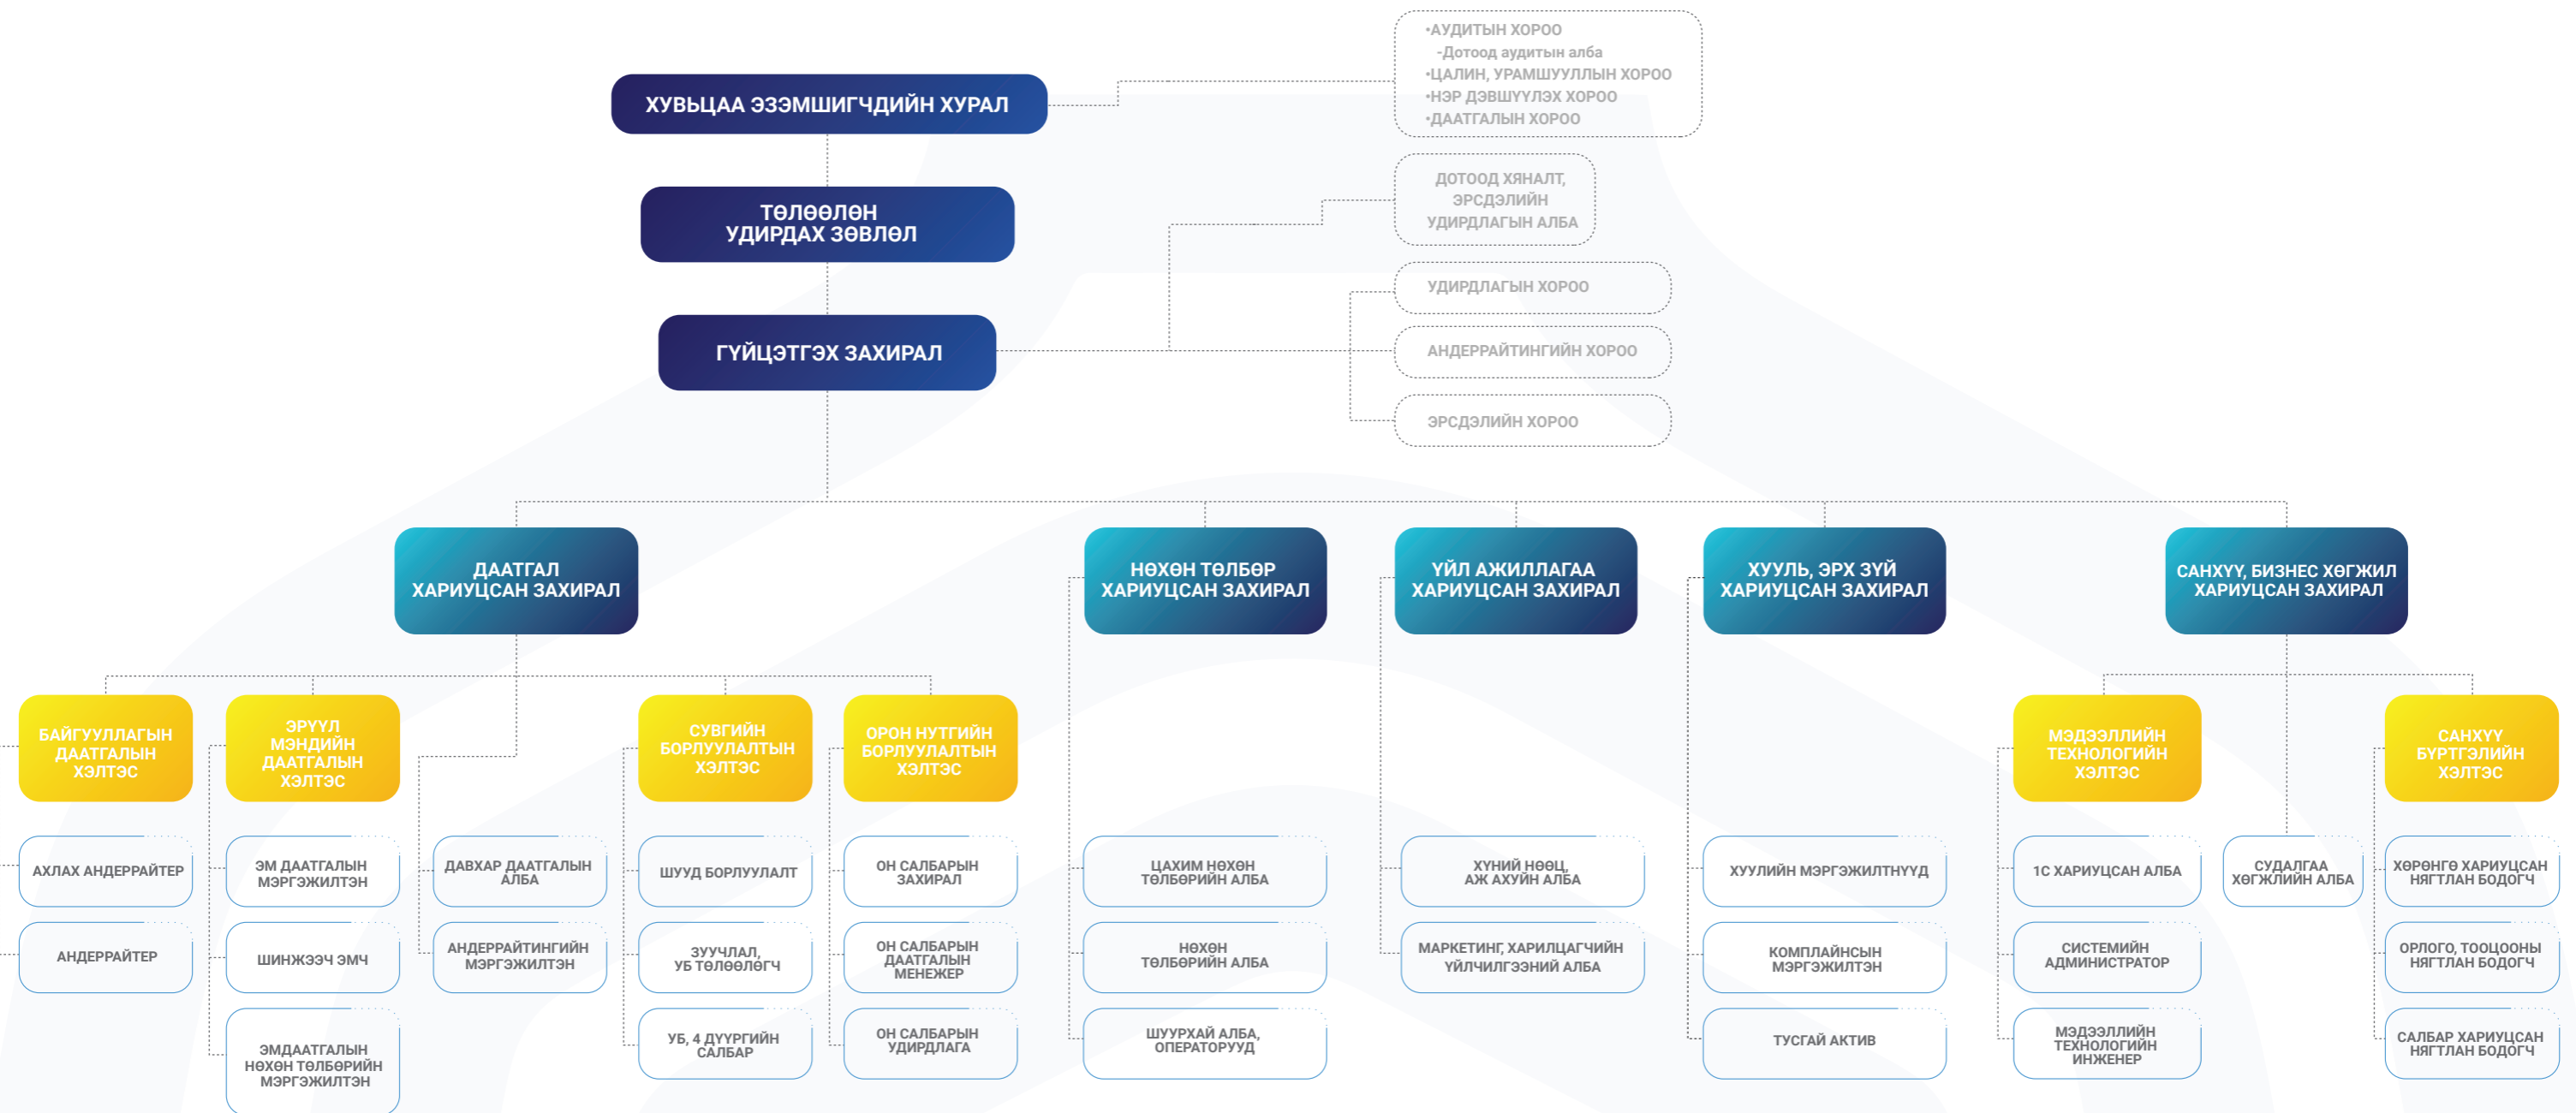 •АУДИТЫН ХОРОО
-Дотоод аудитын алба
•ЦАЛИН, УРАМШУУЛЛЫН ХОРОО
•НЭР ДЭВШҮҮЛЭХ ХОРОО
•ДААТГАЛЫН ХОРОО
ХУВЬЦАА ЭЗЭМШИГЧДИЙН ХУРАЛ
ТӨЛӨӨЛӨН
УДИРДАХ ЗӨВЛӨЛ
ДОТООД ХЯНАЛТ,
ЭРСДЭЛИЙН
УДИРДЛАГЫН АЛБА
ГҮЙЦЭТГЭХ ЗАХИРАЛ
УДИРДЛАГЫН ХОРОО
АНДЕРРАЙТИНГИЙН ХОРОО
ЭРСДЭЛИЙН ХОРОО
ДААТГАЛ
ХАРИУЦСАН ЗАХИРАЛ
НӨХӨН ТӨЛБӨР
ХАРИУЦСАН ЗАХИРАЛ
ҮЙЛ АЖИЛЛАГАА
ХАРИУЦСАН ЗАХИРАЛ
ХУУЛЬ, ЭРХ ЗҮЙ
ХАРИУЦСАН ЗАХИРАЛ
САНХҮҮ, БИЗНЕС ХӨГЖИЛ
ХАРИУЦСАН ЗАХИРАЛ
БАЙГУУЛЛАГЫН
ДААТГАЛЫН
ХЭЛТЭС
ЭРҮҮЛ
МЭНДИЙН
ДААТГАЛЫН
ХЭЛТЭС
СУВГИЙН
БОРЛУУЛАЛТЫН
ХЭЛТЭС
ОРОН НУТГИЙН
БОРЛУУЛАЛТЫН
ХЭЛТЭС
МЭДЭЭЛЛИЙН
ТЕХНОЛОГИЙН
ХЭЛТЭС
САНХҮҮ
БҮРТГЭЛИЙН
ХЭЛТЭС
АХЛАХ АНДЕРРАЙТЕР
ЭМ ДААТГАЛЫН
МЭРГЭЖИЛТЭН
ДАВХАР ДААТГАЛЫН
АЛБА
ШУУД БОРЛУУЛАЛТ
ОН САЛБАРЫН
ЗАХИРАЛ
ЦАХИМ НӨХӨН
ТӨЛБӨРИЙН АЛБА
ХҮНИЙ НӨӨЦ,
АЖ АХУЙН АЛБА
ХУУЛИЙН МЭРГЭЖИЛТНҮҮД
1С ХАРИУЦСАН АЛБА
СУДАЛГАА
ХӨГЖЛИЙН АЛБА
ХӨРӨНГӨ ХАРИУЦСАН
НЯГТЛАН БОДОГЧ
АНДЕРРАЙТЕР
ШИНЖЭЭЧ ЭМЧ
АНДЕРРАЙТИНГИЙН
МЭРГЭЖИЛТЭН
ЗУУЧЛАЛ,
УБ ТӨЛӨӨЛӨГЧ
ОН САЛБАРЫН
ДААТГАЛЫН
МЕНЕЖЕР
НӨХӨН
ТӨЛБӨРИЙН АЛБА
МАРКЕТИНГ, ХАРИЛЦАГЧИЙН
ҮЙЛЧИЛГЭЭНИЙ АЛБА
КОМПЛАЙНСЫН
МЭРГЭЖИЛТЭН
СИСТЕМИЙН
АДМИНИСТРАТОР
ОРЛОГО, ТООЦООНЫ
НЯГТЛАН БОДОГЧ
ЭМДААТГАЛЫН
НӨХӨН ТӨЛБӨРИЙН
МЭРГЭЖИЛТЭН
УБ, 4 ДҮҮРГИЙН
САЛБАР
ОН САЛБАРЫН
УДИРДЛАГА
ШУУРХАЙ АЛБА,
ОПЕРАТОРУУД
ТУСГАЙ АКТИВ
МЭДЭЭЛЛИЙН
ТЕХНОЛОГИЙН
ИНЖЕНЕР
САЛБАР ХАРИУЦСАН
НЯГТЛАН БОДОГЧ